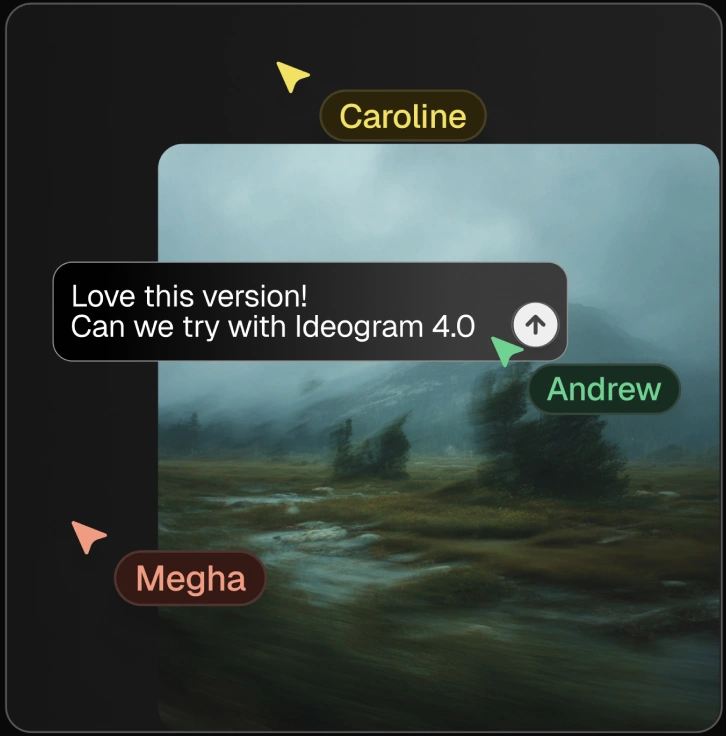 Caroline
Love this version!
Can we try with Ideogram 4.0
Andrew
Megha